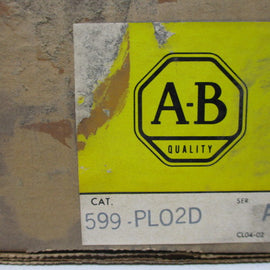 A-B
QUALITY
CAT. SER.
599-PL02D A
CL04-02